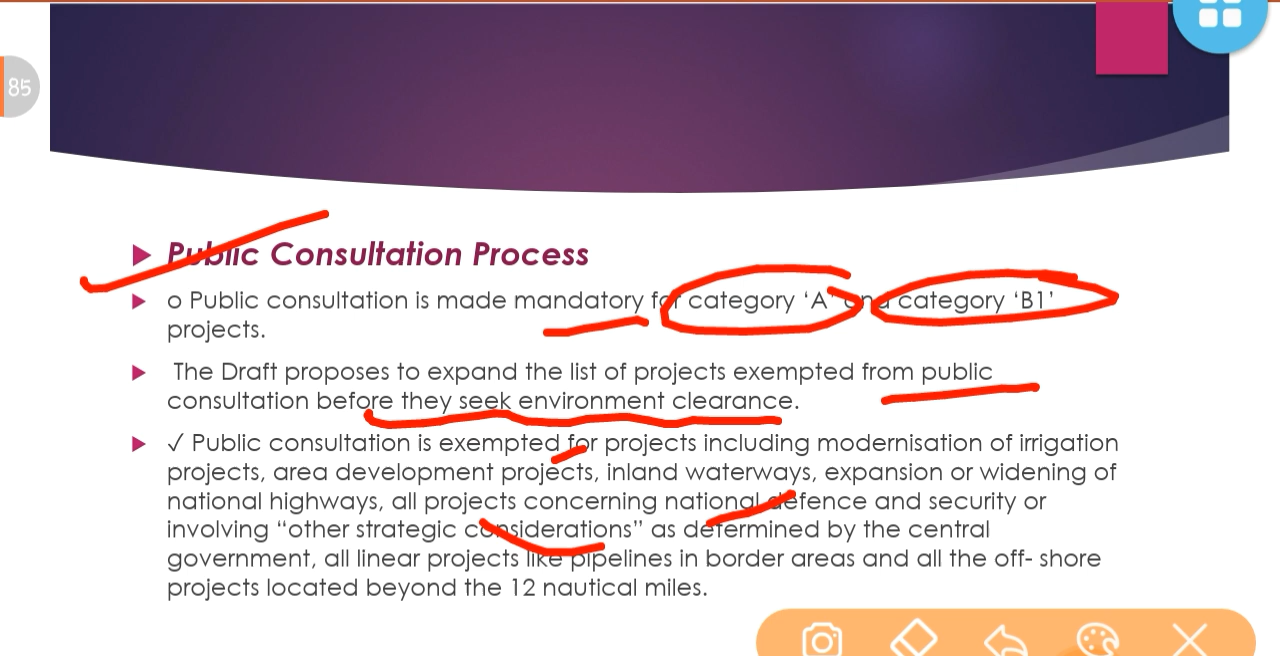 85
Public Consultation Process
o Public consultation is made mandatory for category ‘A’ and category ‘B1’
projects.
The Draft proposes to expand the list of projects exempted from public
consultation before they seek environment clearance.
✓ Public consultation is exempted for projects including modernisation of irrigation
projects, area development projects, inland waterways, expansion or widening of
national highways, all projects concerning national defence and security or
involving “other strategic considerations” as determined by the central
government, all linear projects like pipelines in border areas and all the off- shore
projects located beyond the 12 nautical miles.